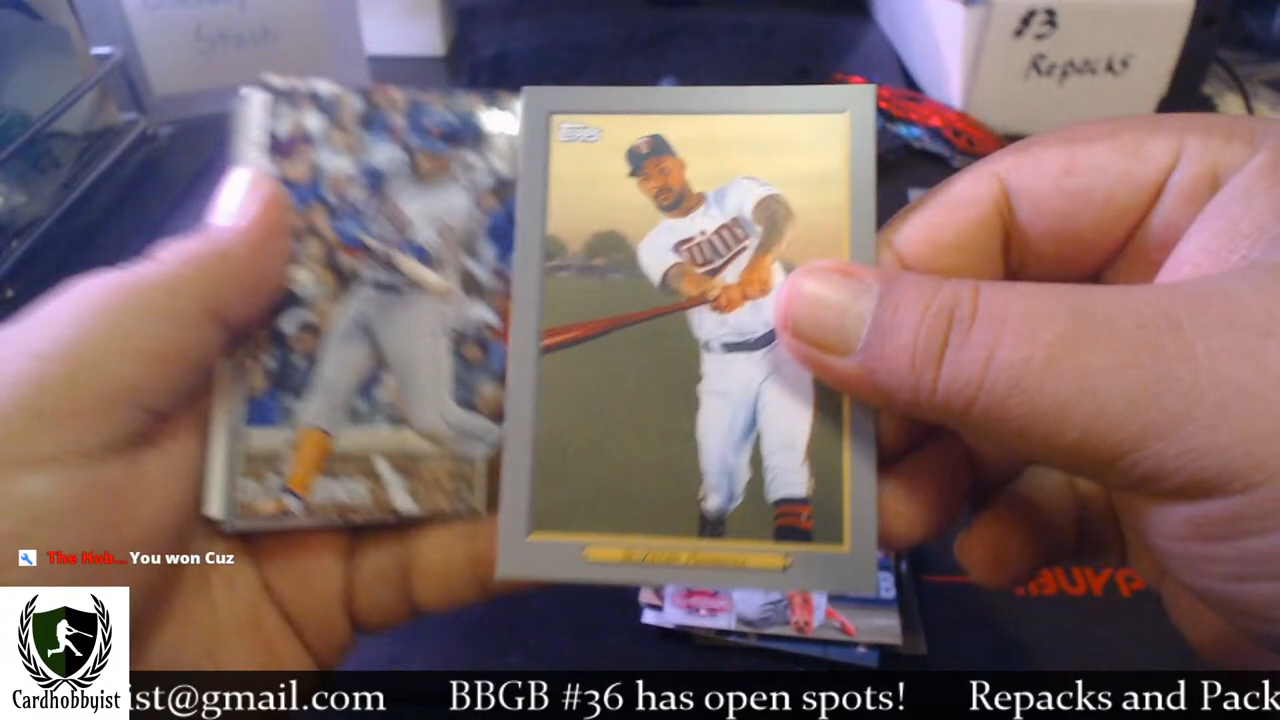 Stash
$3
Repacks
TOPPS
Twins
The Hob... You won Cuz
Cardhobbyist
ist@gmail.com BBGB #36 has open spots! Repacks and Pack